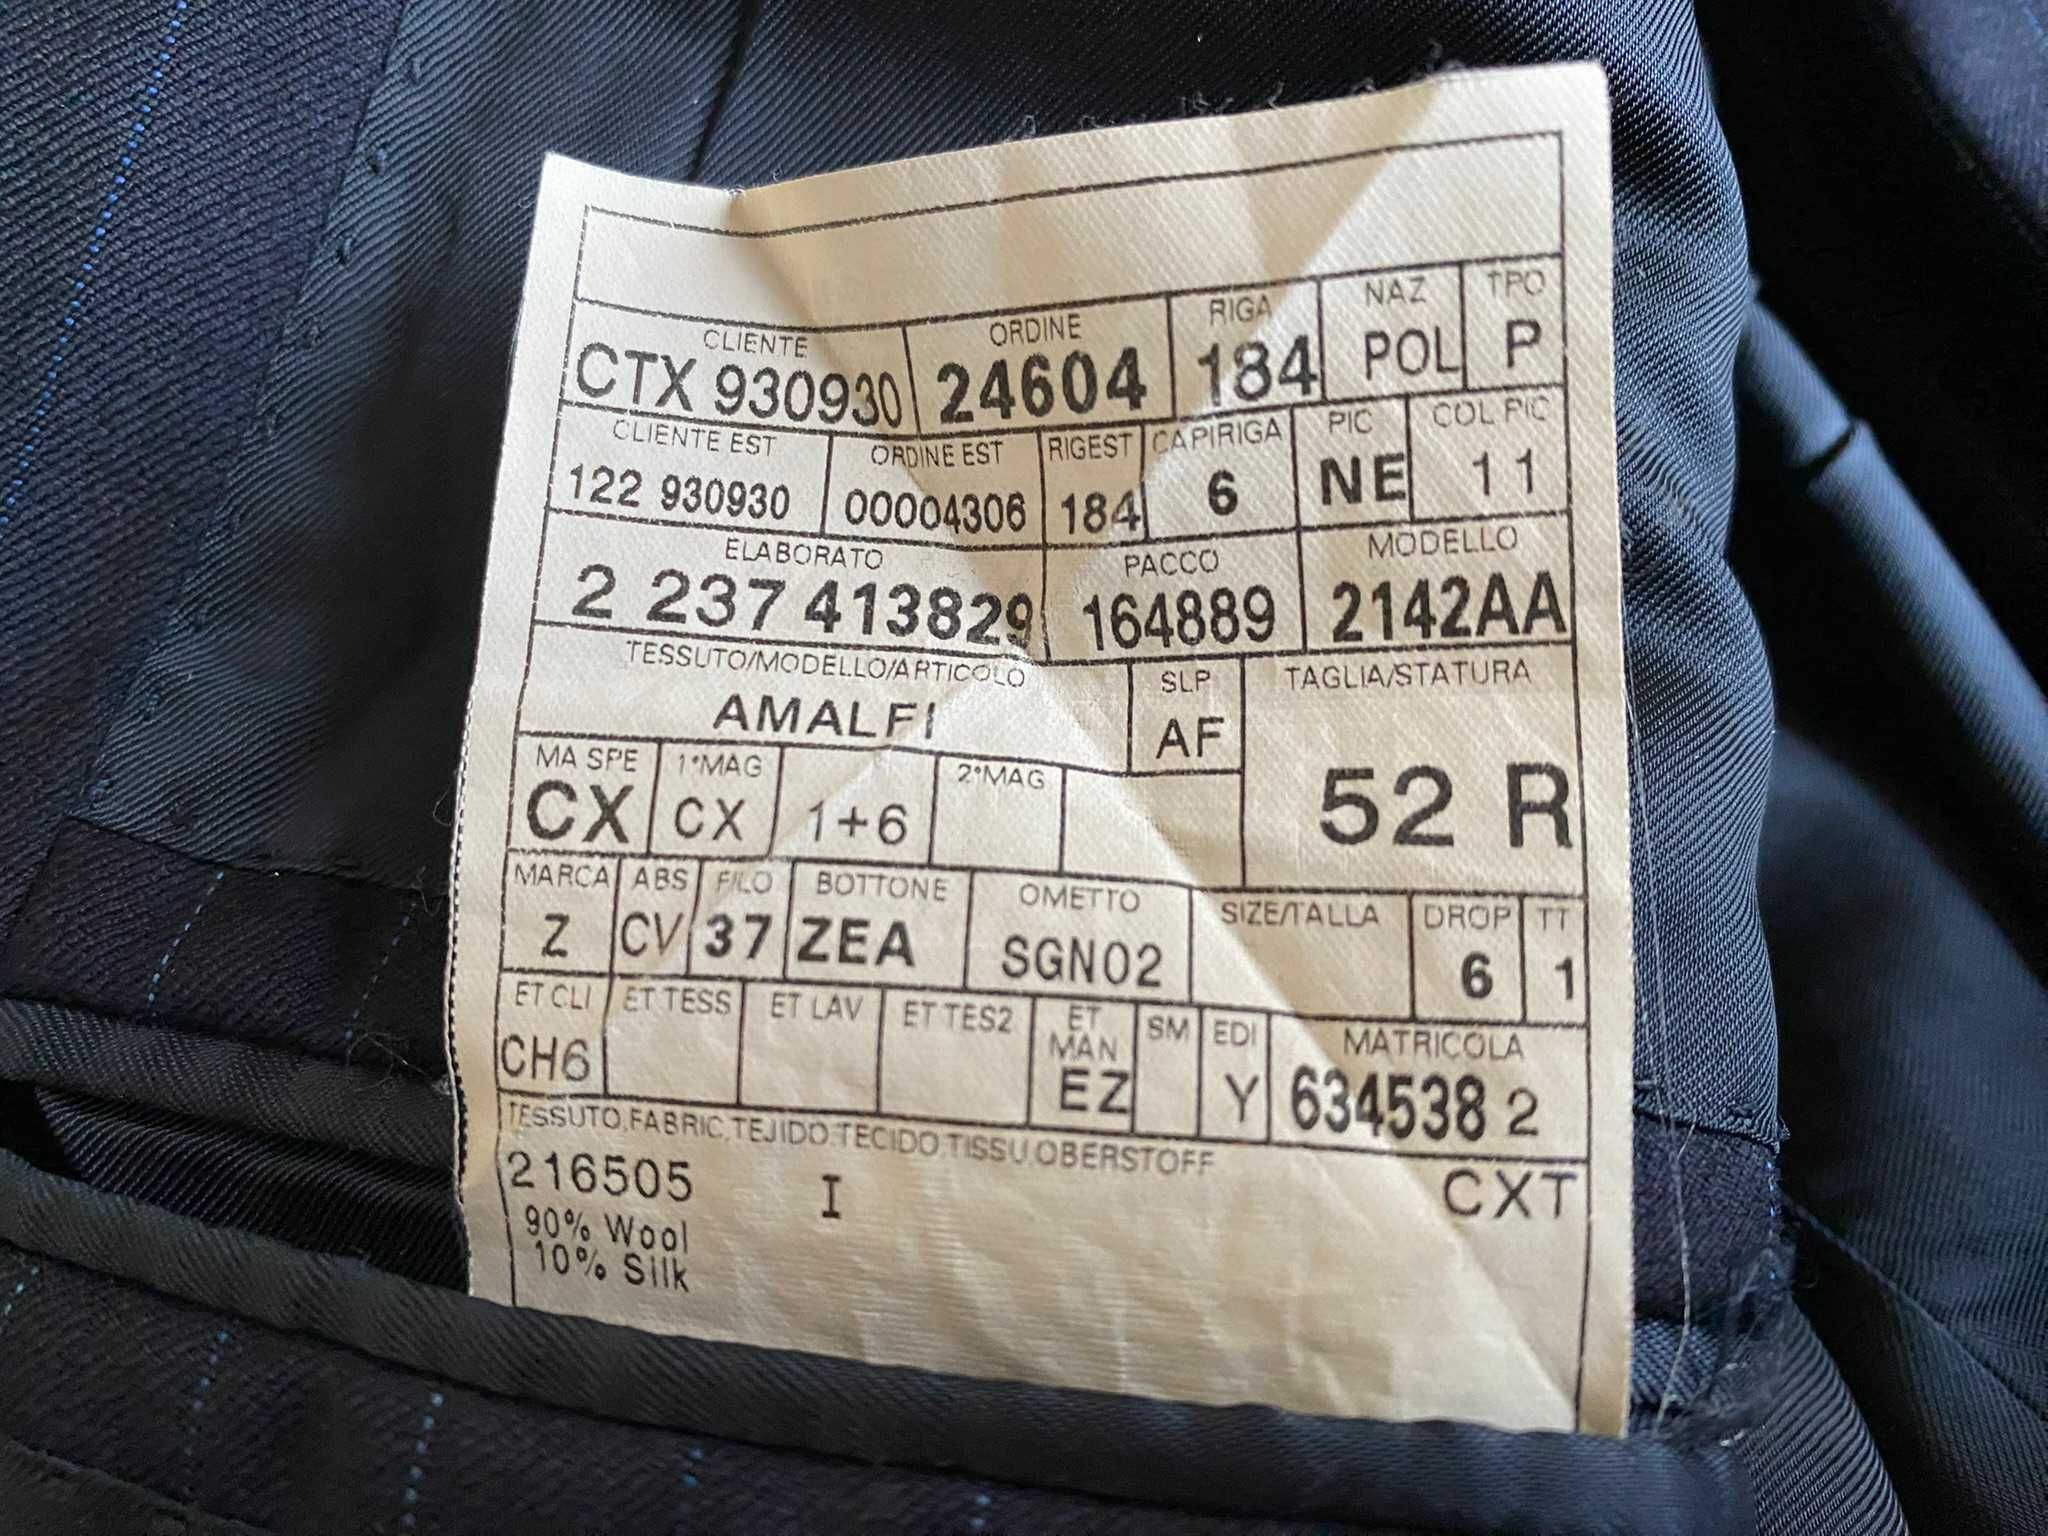 CLIENTE ORDINE RIGA NAZ TPO
CTX 930930 24604 184 POL P
CLIENTE EST ORDINE EST RIGEST CAPIRIGA PIC COL PIC
122 930930 00004306 184 6 NE 11
ELABORATO PACCO MODELLO
2 237 413829 164889 2142AA
TESSUTO/MODELLO/ARTICOLO SLP TAGLIA/STATURA
AMALFI AF 52 R
MA SPE 1°MAG 2°MAG
CX CX 1+6
MARCA ABS FILO BOTTONE OMETTO SIZE/TALLA DROP TT
Z CV 37 ZEA SGN02 6 1
ET CLI ET TESS ET LAV ET TES2 ET MAN SM EDI MATRICOLA
CH6 EZ Y 634538 2
TESSUTO,FABRIC,TEJIDO,TECIDO,TISSU,OBERSTOFF
216505 I CXT
90% Wool
10% Silk